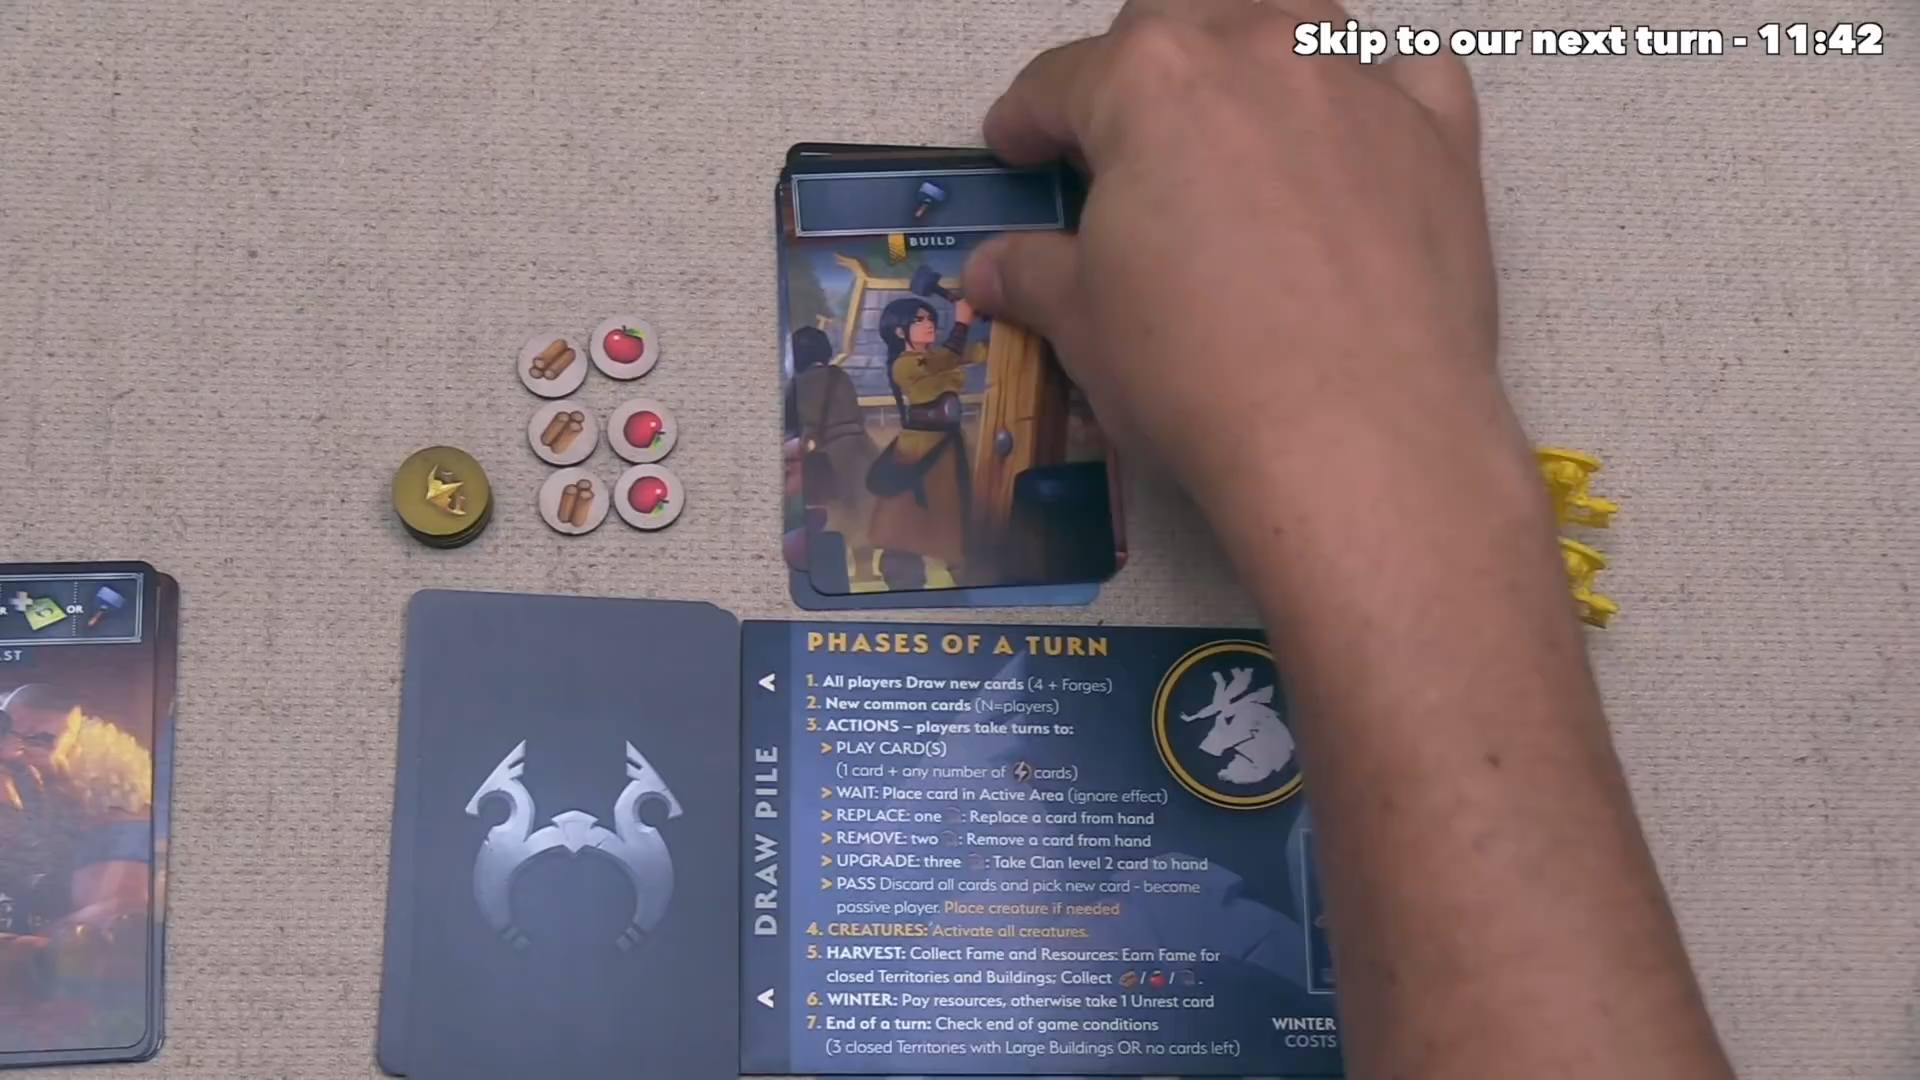 Skip to our next turn - 11:42
BUILD
OR
PHASES OF A TURN
1. All players Draw new cards (4 + Forges)
2. New common cards (N=players)
3. ACTIONS – players take turns to:
> PLAY CARD(S)
(1 card + any number of cards)
> WAIT: Place card in Active Area (ignore effect)
> REPLACE: one : Replace a card from hand
> REMOVE: two : Remove a card from hand
> UPGRADE: three : Take Clan level 2 card to hand
> PASS Discard all cards and pick new card - become
passive player. Place creature if needed
4. CREATURES: Activate all creatures.
5. HARVEST: Collect Fame and Resources: Earn Fame for
closed Territories and Buildings; Collect / / .
6. WINTER: Pay resources, otherwise take 1 Unrest card
7. End of a turn: Check end of game conditions
(3 closed Territories with Large Buildings OR no cards left)
DRAW PILE
WINTER
COSTS